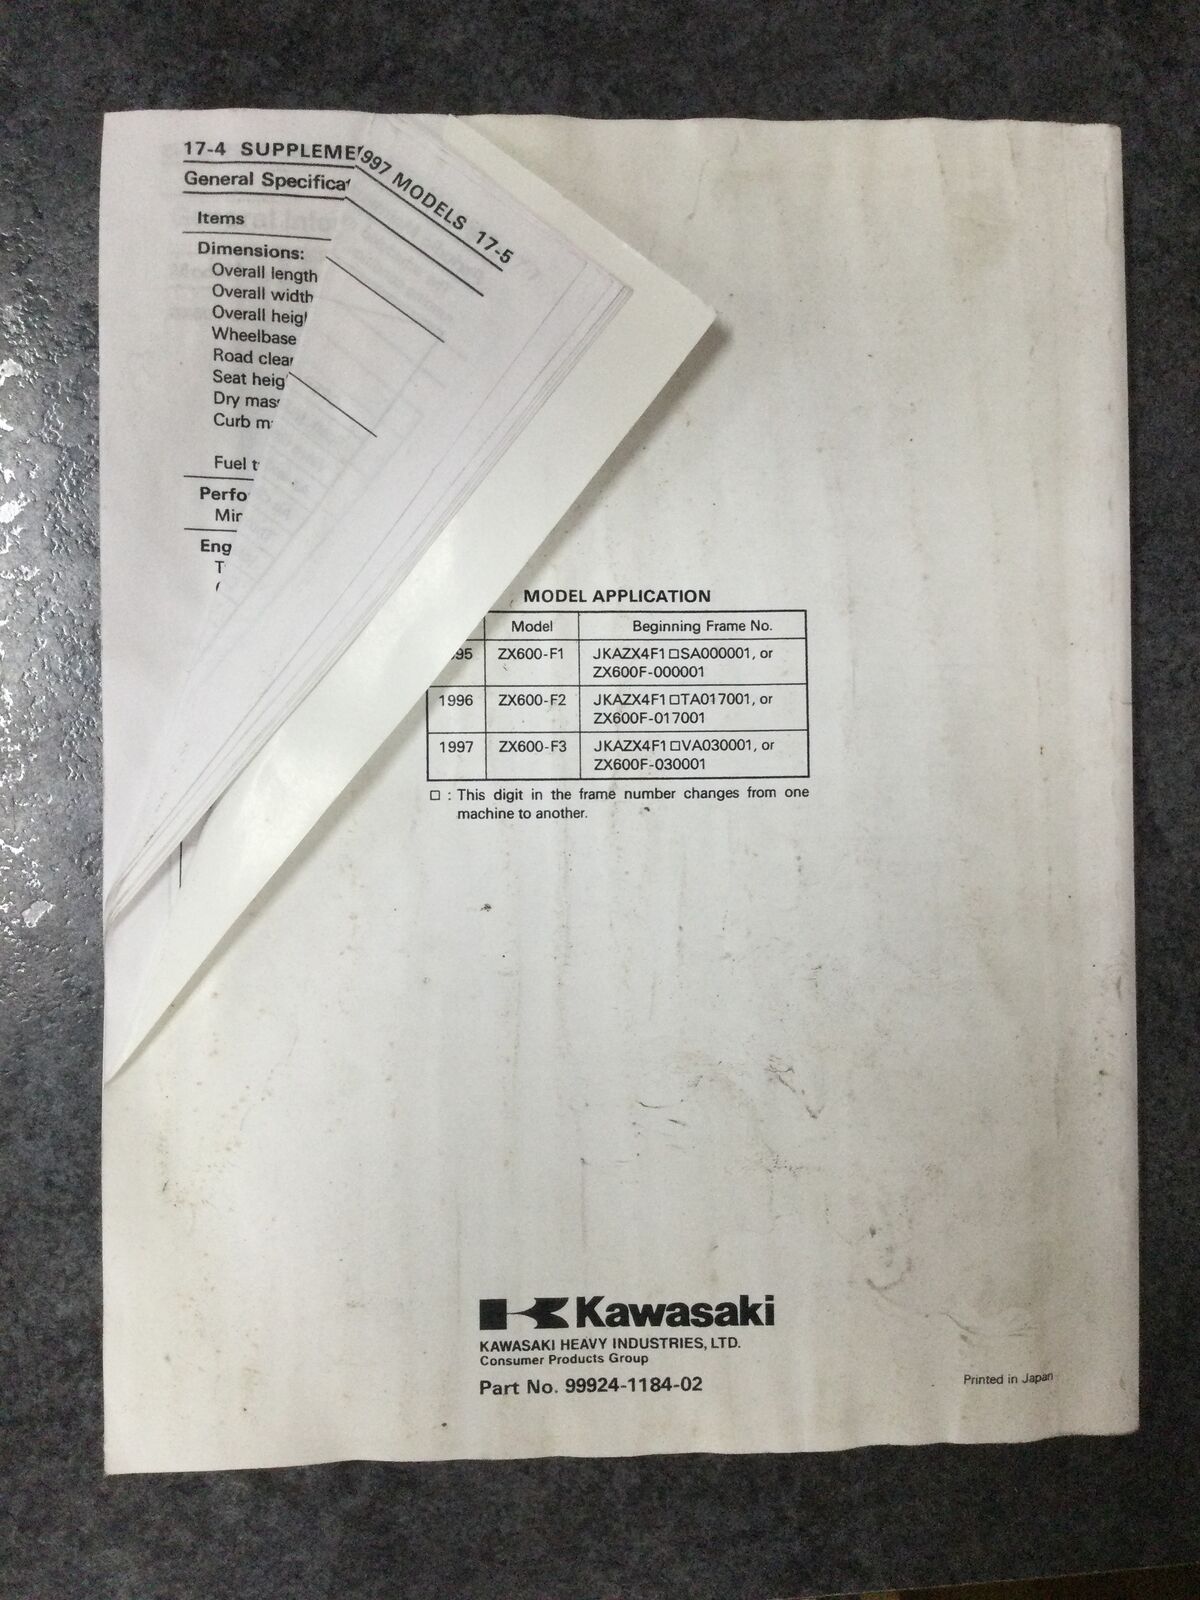 17-4 SUPPLEME
997 MODELS 17-5
General Specifica
Items
Dimensions:
Overall length
Overall width
Overall heigh
Wheelbase
Road clear
Seat heig
Dry mas
Curb m
Fuel t
Perfo
Mir
Eng
T
MODEL APPLICATION
Model Beginning Frame No.
95 ZX600-F1 JKAZX4F1□SA000001, or
ZX600F-000001
1996 ZX600-F2 JKAZX4F1□TA017001, or
ZX600F-017001
1997 ZX600-F3 JKAZX4F1□VA030001, or
ZX600F-030001
□ : This digit in the frame number changes from one
machine to another.
Kawasaki
KAWASAKI HEAVY INDUSTRIES, LTD.
Consumer Products Group
Part No. 99924-1184-02
Printed in Japan